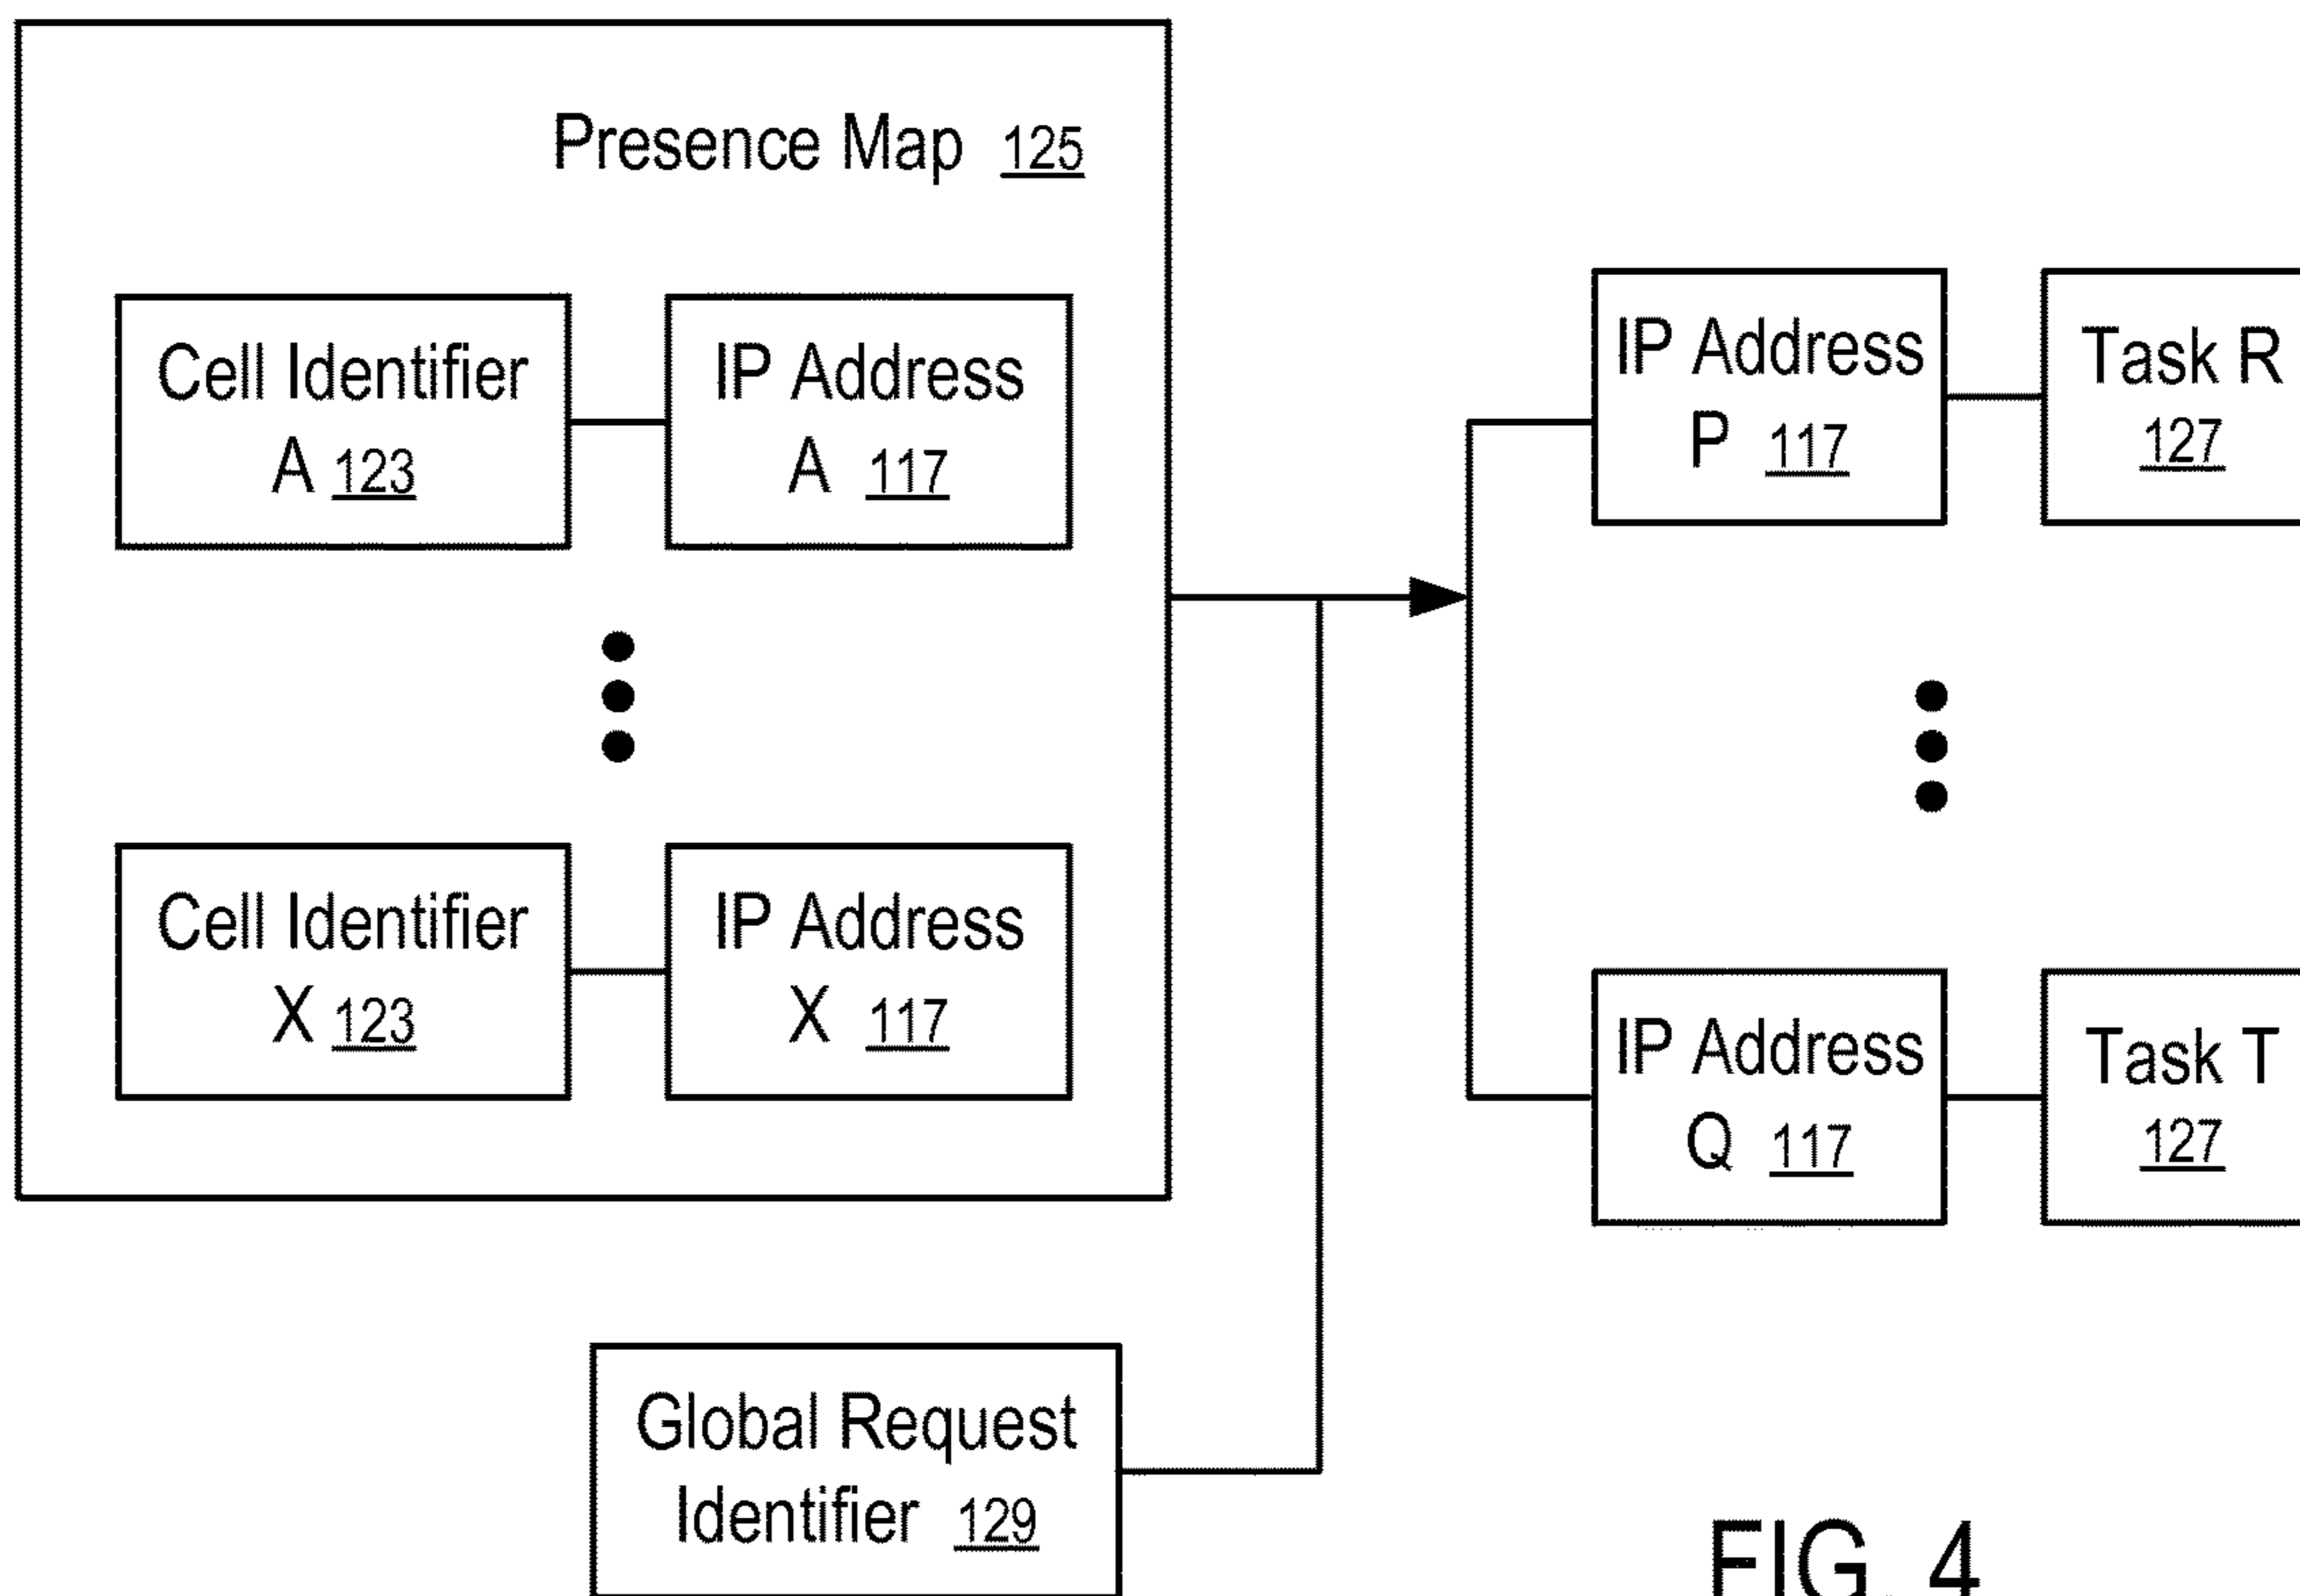 Presence Map 125
Cell Identifier
A 123
IP Address
A 117
Cell Identifier
X 123
IP Address
X 117
Global Request
Identifier 129
IP Address
P 117
Task R
127
IP Address
Q 117
Task T
127
FIG. 4